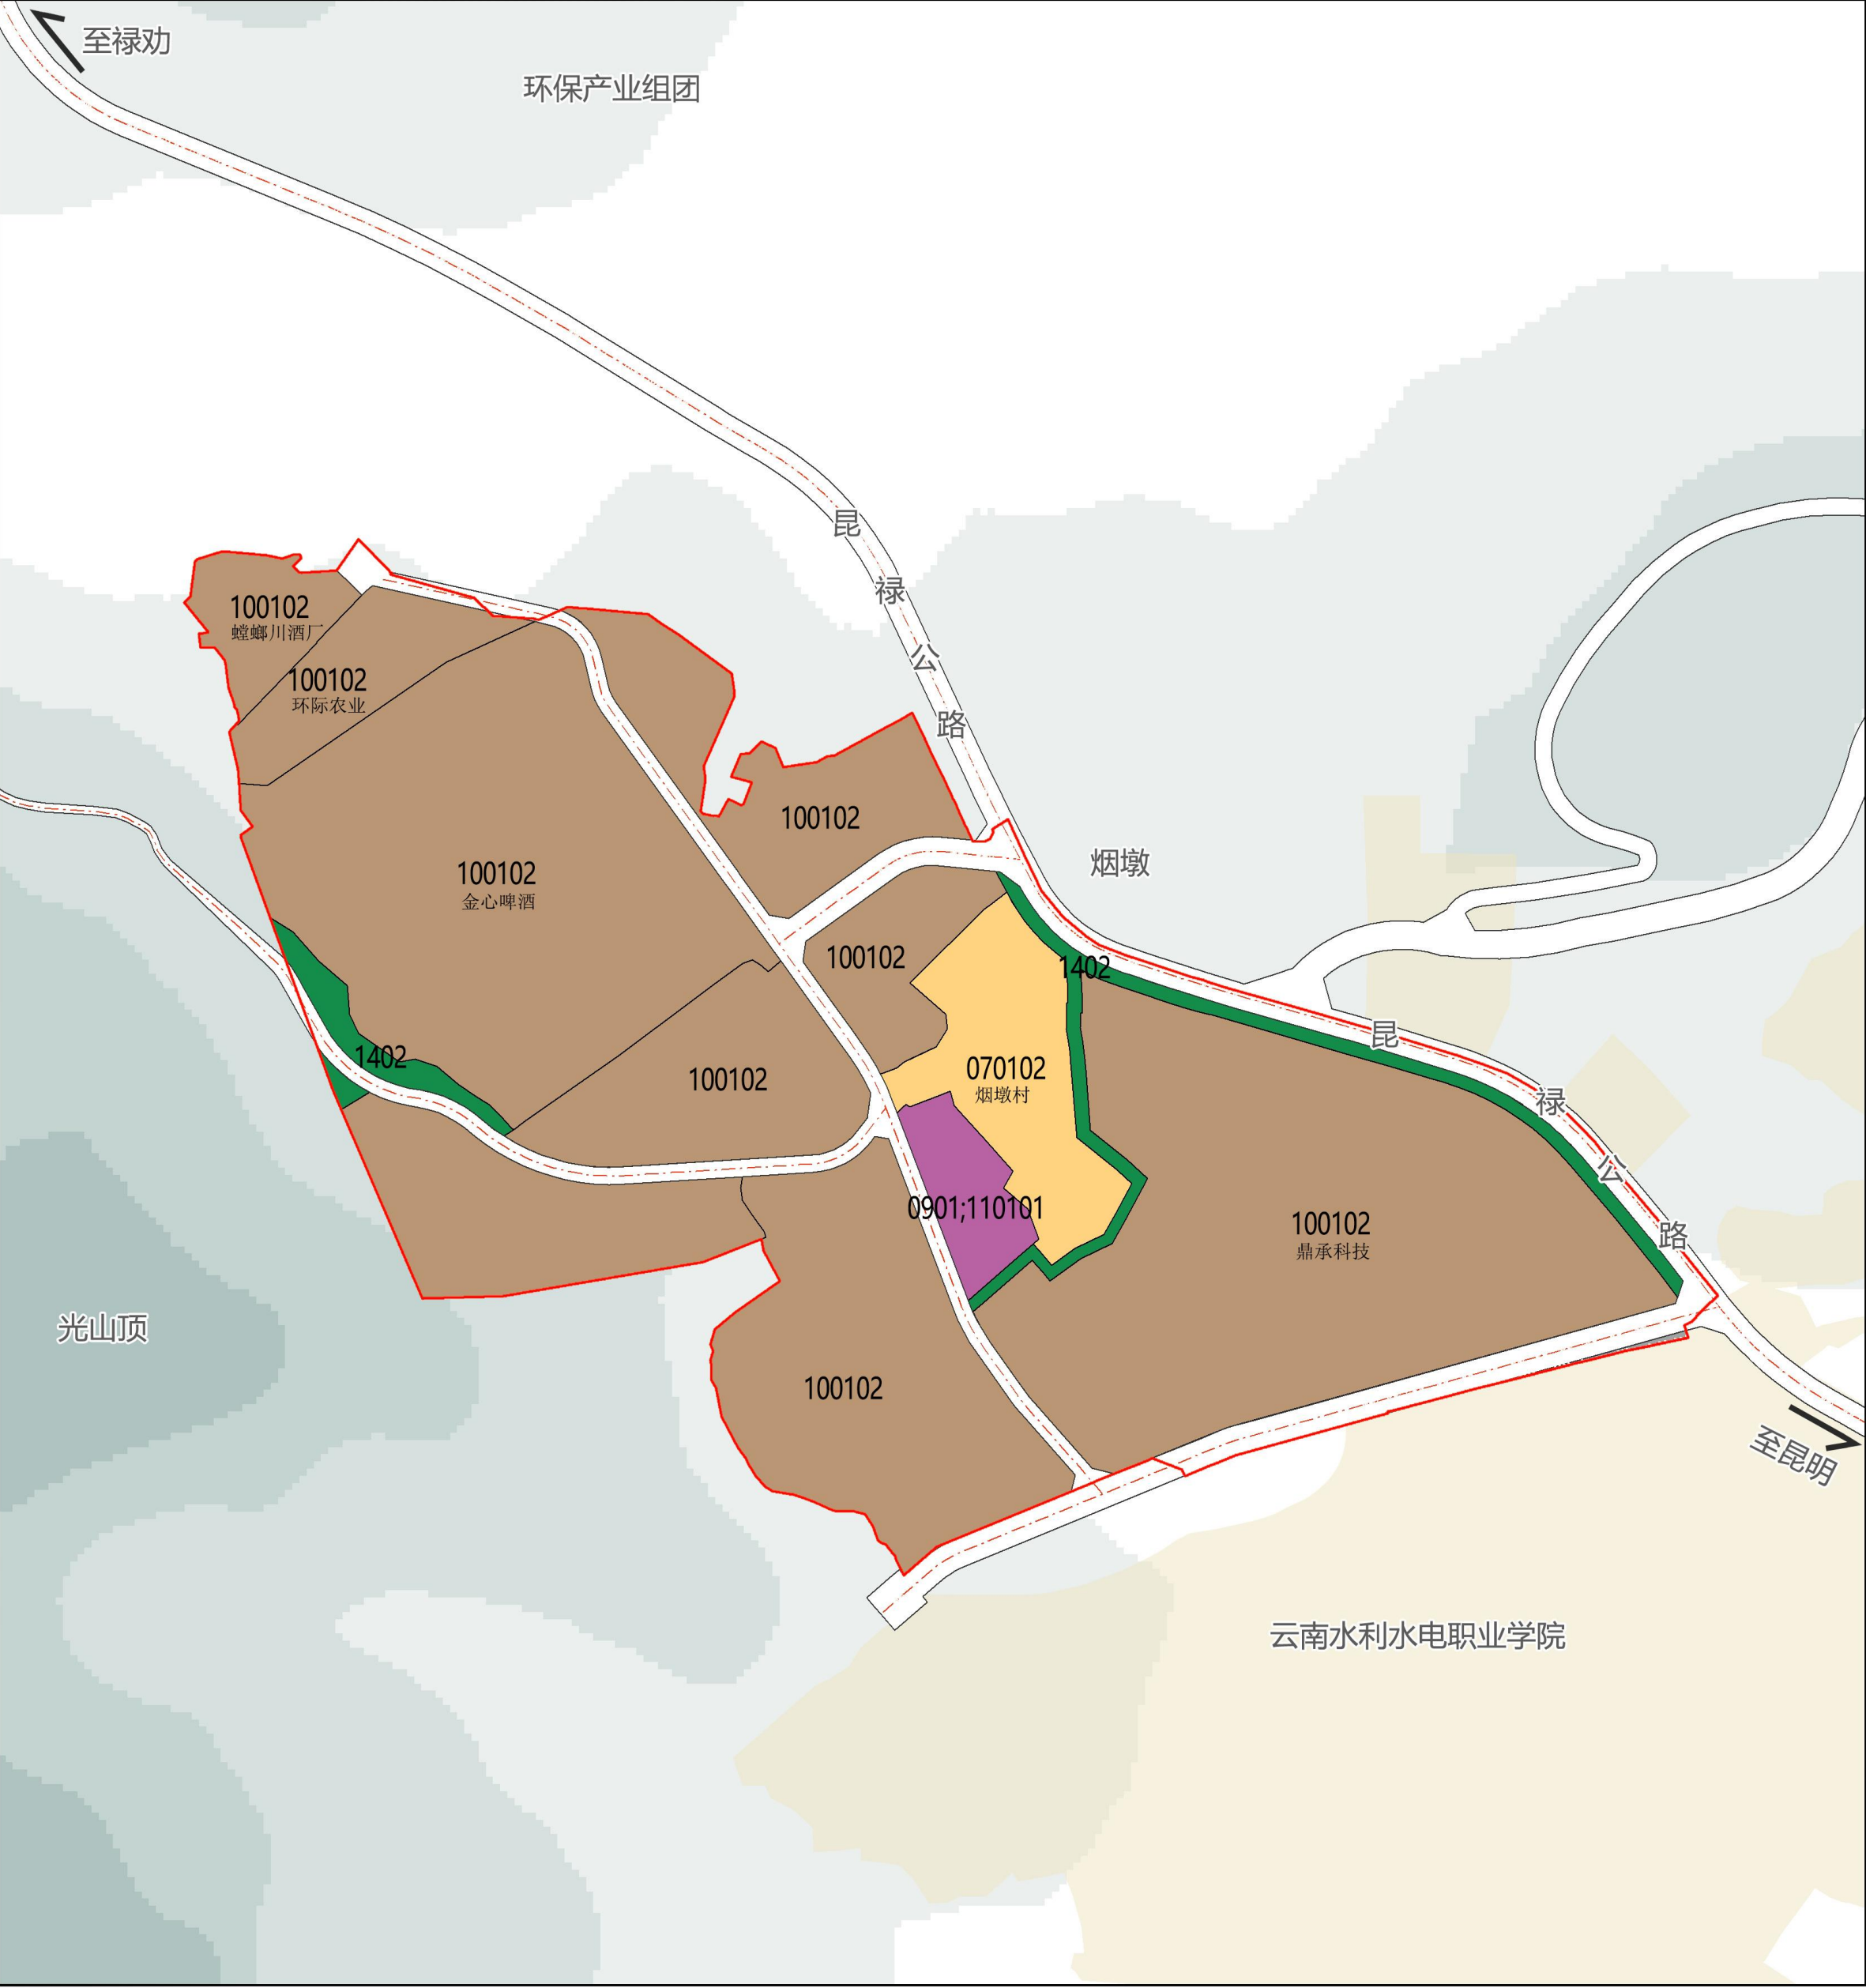 至禄劝
环保产业组团
昆
禄
公
路
100102
螳螂川酒厂
100102
环际农业
100102
100102
金心啤酒
烟墩
100102
1402
昆
禄
公
路
1402
100102
070102
烟墩村
0901;110101
100102
鼎承科技
光山顶
100102
至昆明
云南水利水电职业学院